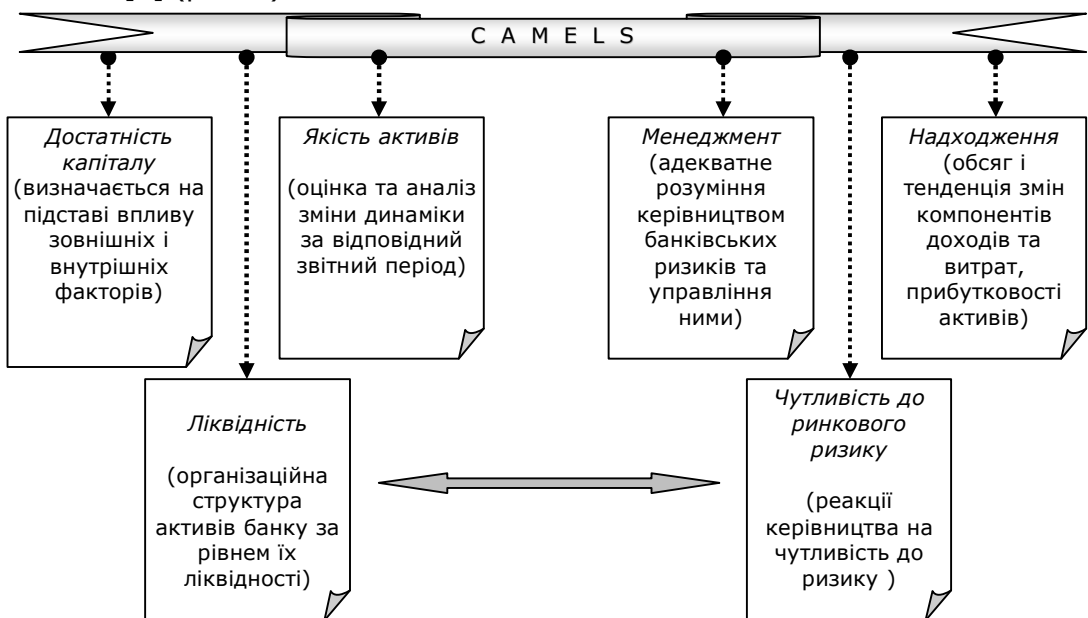 C A M E L S
Достатність
капіталу
(визначається на
підставі впливу
зовнішніх і
внутрішніх
факторів)
Якість активів
(оцінка та аналіз
зміни динаміки
за відповідний
звітний період)
Менеджмент
(адекватне
розуміння
керівництвом
банківських
ризиків та
управління
ними)
Надходження
(обсяг і
тенденція змін
компонентів
доходів та
витрат,
прибутковості
активів)
Ліквідність
(організаційна
структура
активів банку за
рівнем їх
ліквідності)
Чутливість до
ринкового
ризику
(реакції
керівництва на
чутливість до
ризику )